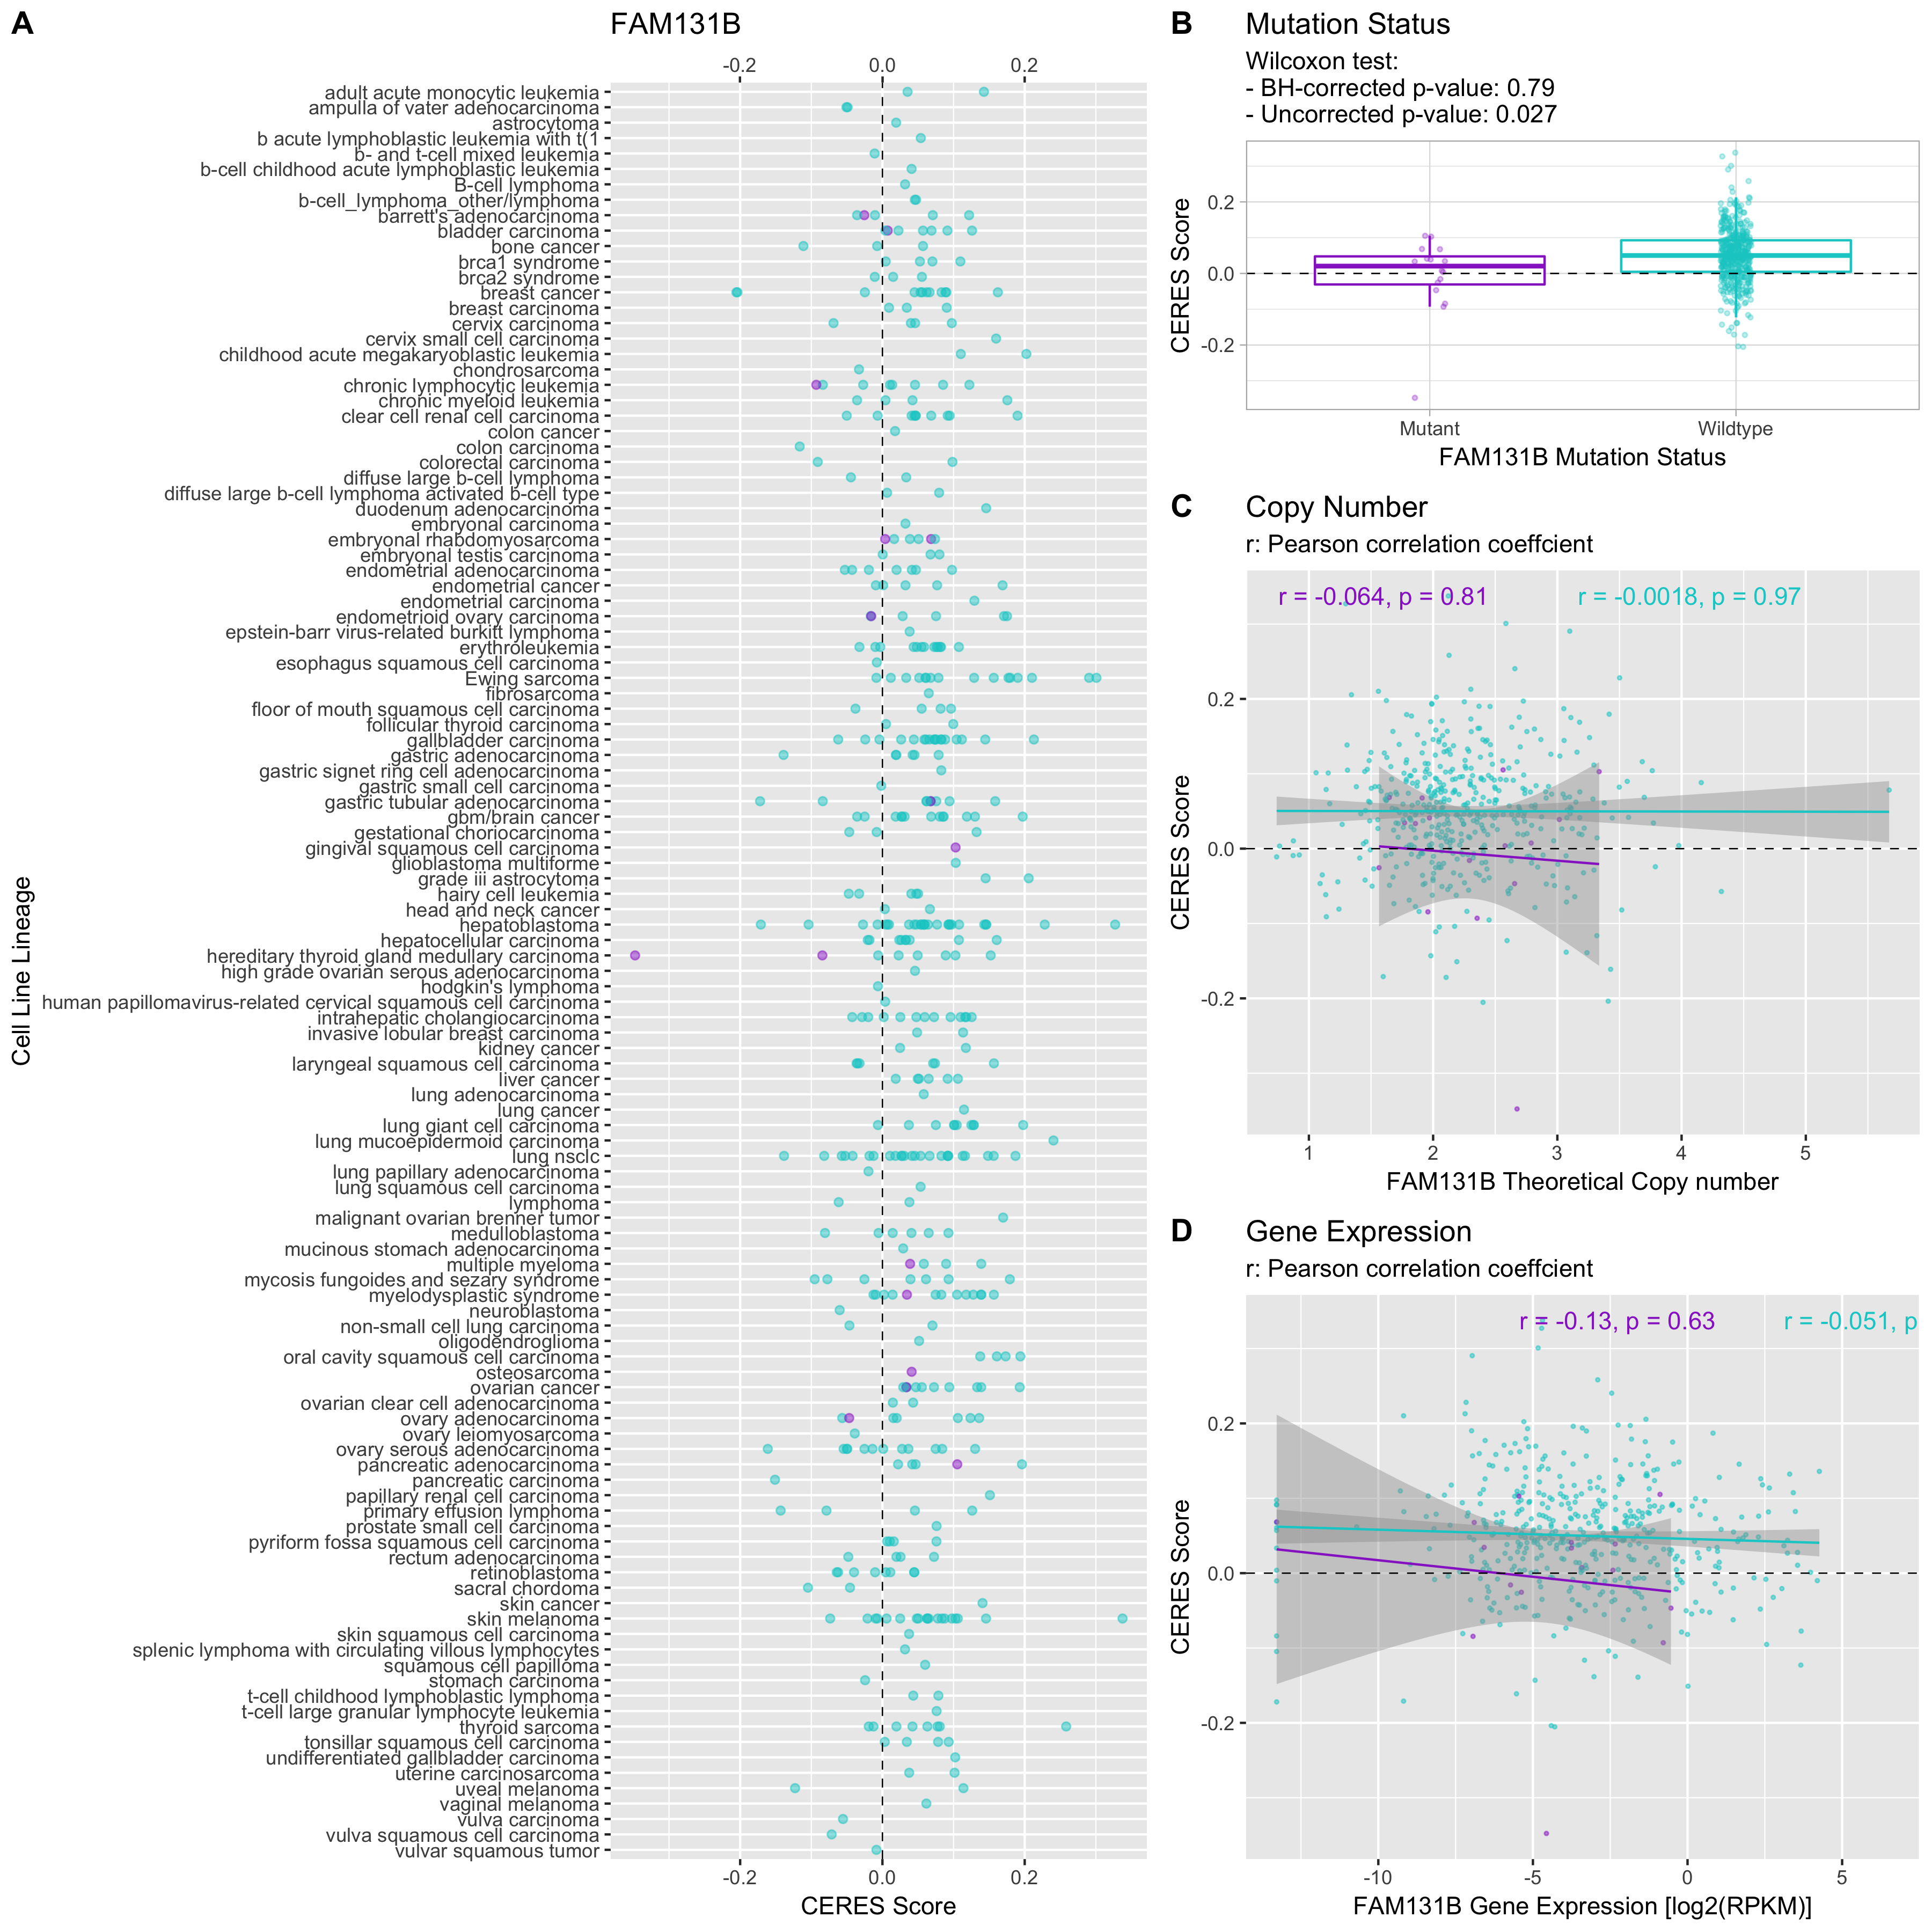 A
FAM131B
-0.2 0.0 0.2
adult acute monocytic leukemia
ampulla of vater adenocarcinoma
astrocytoma
b acute lymphoblastic leukemia with t(1
b- and t-cell mixed leukemia
b-cell childhood acute lymphoblastic leukemia
B-cell lymphoma
b-cell_lymphoma_other/lymphoma
barrett's adenocarcinoma
bladder carcinoma
bone cancer
brca1 syndrome
brca2 syndrome
breast cancer
breast carcinoma
cervix carcinoma
cervix small cell carcinoma
childhood acute megakaryoblastic leukemia
chondrosarcoma
chronic lymphocytic leukemia
chronic myeloid leukemia
clear cell renal cell carcinoma
colon cancer
colon carcinoma
colorectal carcinoma
diffuse large b-cell lymphoma
diffuse large b-cell lymphoma activated b-cell type
duodenum adenocarcinoma
embryonal carcinoma
embryonal rhabdomyosarcoma
embryonal testis carcinoma
endometrial adenocarcinoma
endometrial cancer
endometrial carcinoma
endometrioid ovary carcinoma
epstein-barr virus-related burkitt lymphoma
erythroleukemia
esophagus squamous cell carcinoma
Ewing sarcoma
fibrosarcoma
floor of mouth squamous cell carcinoma
follicular thyroid carcinoma
gallbladder carcinoma
gastric adenocarcinoma
gastric signet ring cell adenocarcinoma
gastric small cell carcinoma
gastric tubular adenocarcinoma
gbm/brain cancer
gestational choriocarcinoma
gingival squamous cell carcinoma
glioblastoma multiforme
grade iii astrocytoma
hairy cell leukemia
head and neck cancer
hepatoblastoma
hepatocellular carcinoma
hereditary thyroid gland medullary carcinoma
high grade ovarian serous adenocarcinoma
hodgkin's lymphoma
human papillomavirus-related cervical squamous cell carcinoma
intrahepatic cholangiocarcinoma
invasive lobular breast carcinoma
kidney cancer
laryngeal squamous cell carcinoma
liver cancer
lung adenocarcinoma
lung cancer
lung giant cell carcinoma
lung mucoepidermoid carcinoma
lung nsclc
lung papillary adenocarcinoma
lung squamous cell carcinoma
lymphoma
malignant ovarian brenner tumor
medulloblastoma
mucinous stomach adenocarcinoma
multiple myeloma
mycosis fungoides and sezary syndrome
myelodysplastic syndrome
neuroblastoma
non-small cell lung carcinoma
oligodendroglioma
oral cavity squamous cell carcinoma
osteosarcoma
ovarian cancer
ovarian clear cell adenocarcinoma
ovary adenocarcinoma
ovary leiomyosarcoma
ovary serous adenocarcinoma
pancreatic adenocarcinoma
pancreatic carcinoma
papillary renal cell carcinoma
primary effusion lymphoma
prostate small cell carcinoma
pyriform fossa squamous cell carcinoma
rectum adenocarcinoma
retinoblastoma
sacral chordoma
skin cancer
skin melanoma
skin squamous cell carcinoma
splenic lymphoma with circulating villous lymphocytes
squamous cell papilloma
stomach carcinoma
t-cell childhood lymphoblastic lymphoma
t-cell large granular lymphocyte leukemia
thyroid sarcoma
tonsillar squamous cell carcinoma
undifferentiated gallbladder carcinoma
uterine carcinosarcoma
uveal melanoma
vaginal melanoma
vulva carcinoma
vulva squamous cell carcinoma
vulvar squamous tumor
-0.2 0.0 0.2
CERES Score
Cell Line Lineage
B
Mutation Status
Wilcoxon test:
- BH-corrected p-value: 0.79
- Uncorrected p-value: 0.027
0.2
0.0
-0.2
CERES Score
Mutant Wildtype
FAM131B Mutation Status
C
Copy Number
r: Pearson correlation coeffcient
r = -0.064, p = 0.81 r = -0.0018, p = 0.97
0.2
0.0
-0.2
CERES Score
1 2 3 4 5
FAM131B Theoretical Copy number
D
Gene Expression
r: Pearson correlation coeffcient
r = -0.13, p = 0.63 r = -0.051, p
0.2
0.0
-0.2
CERES Score
-10 -5 0 5
FAM131B Gene Expression [log2(RPKM)]